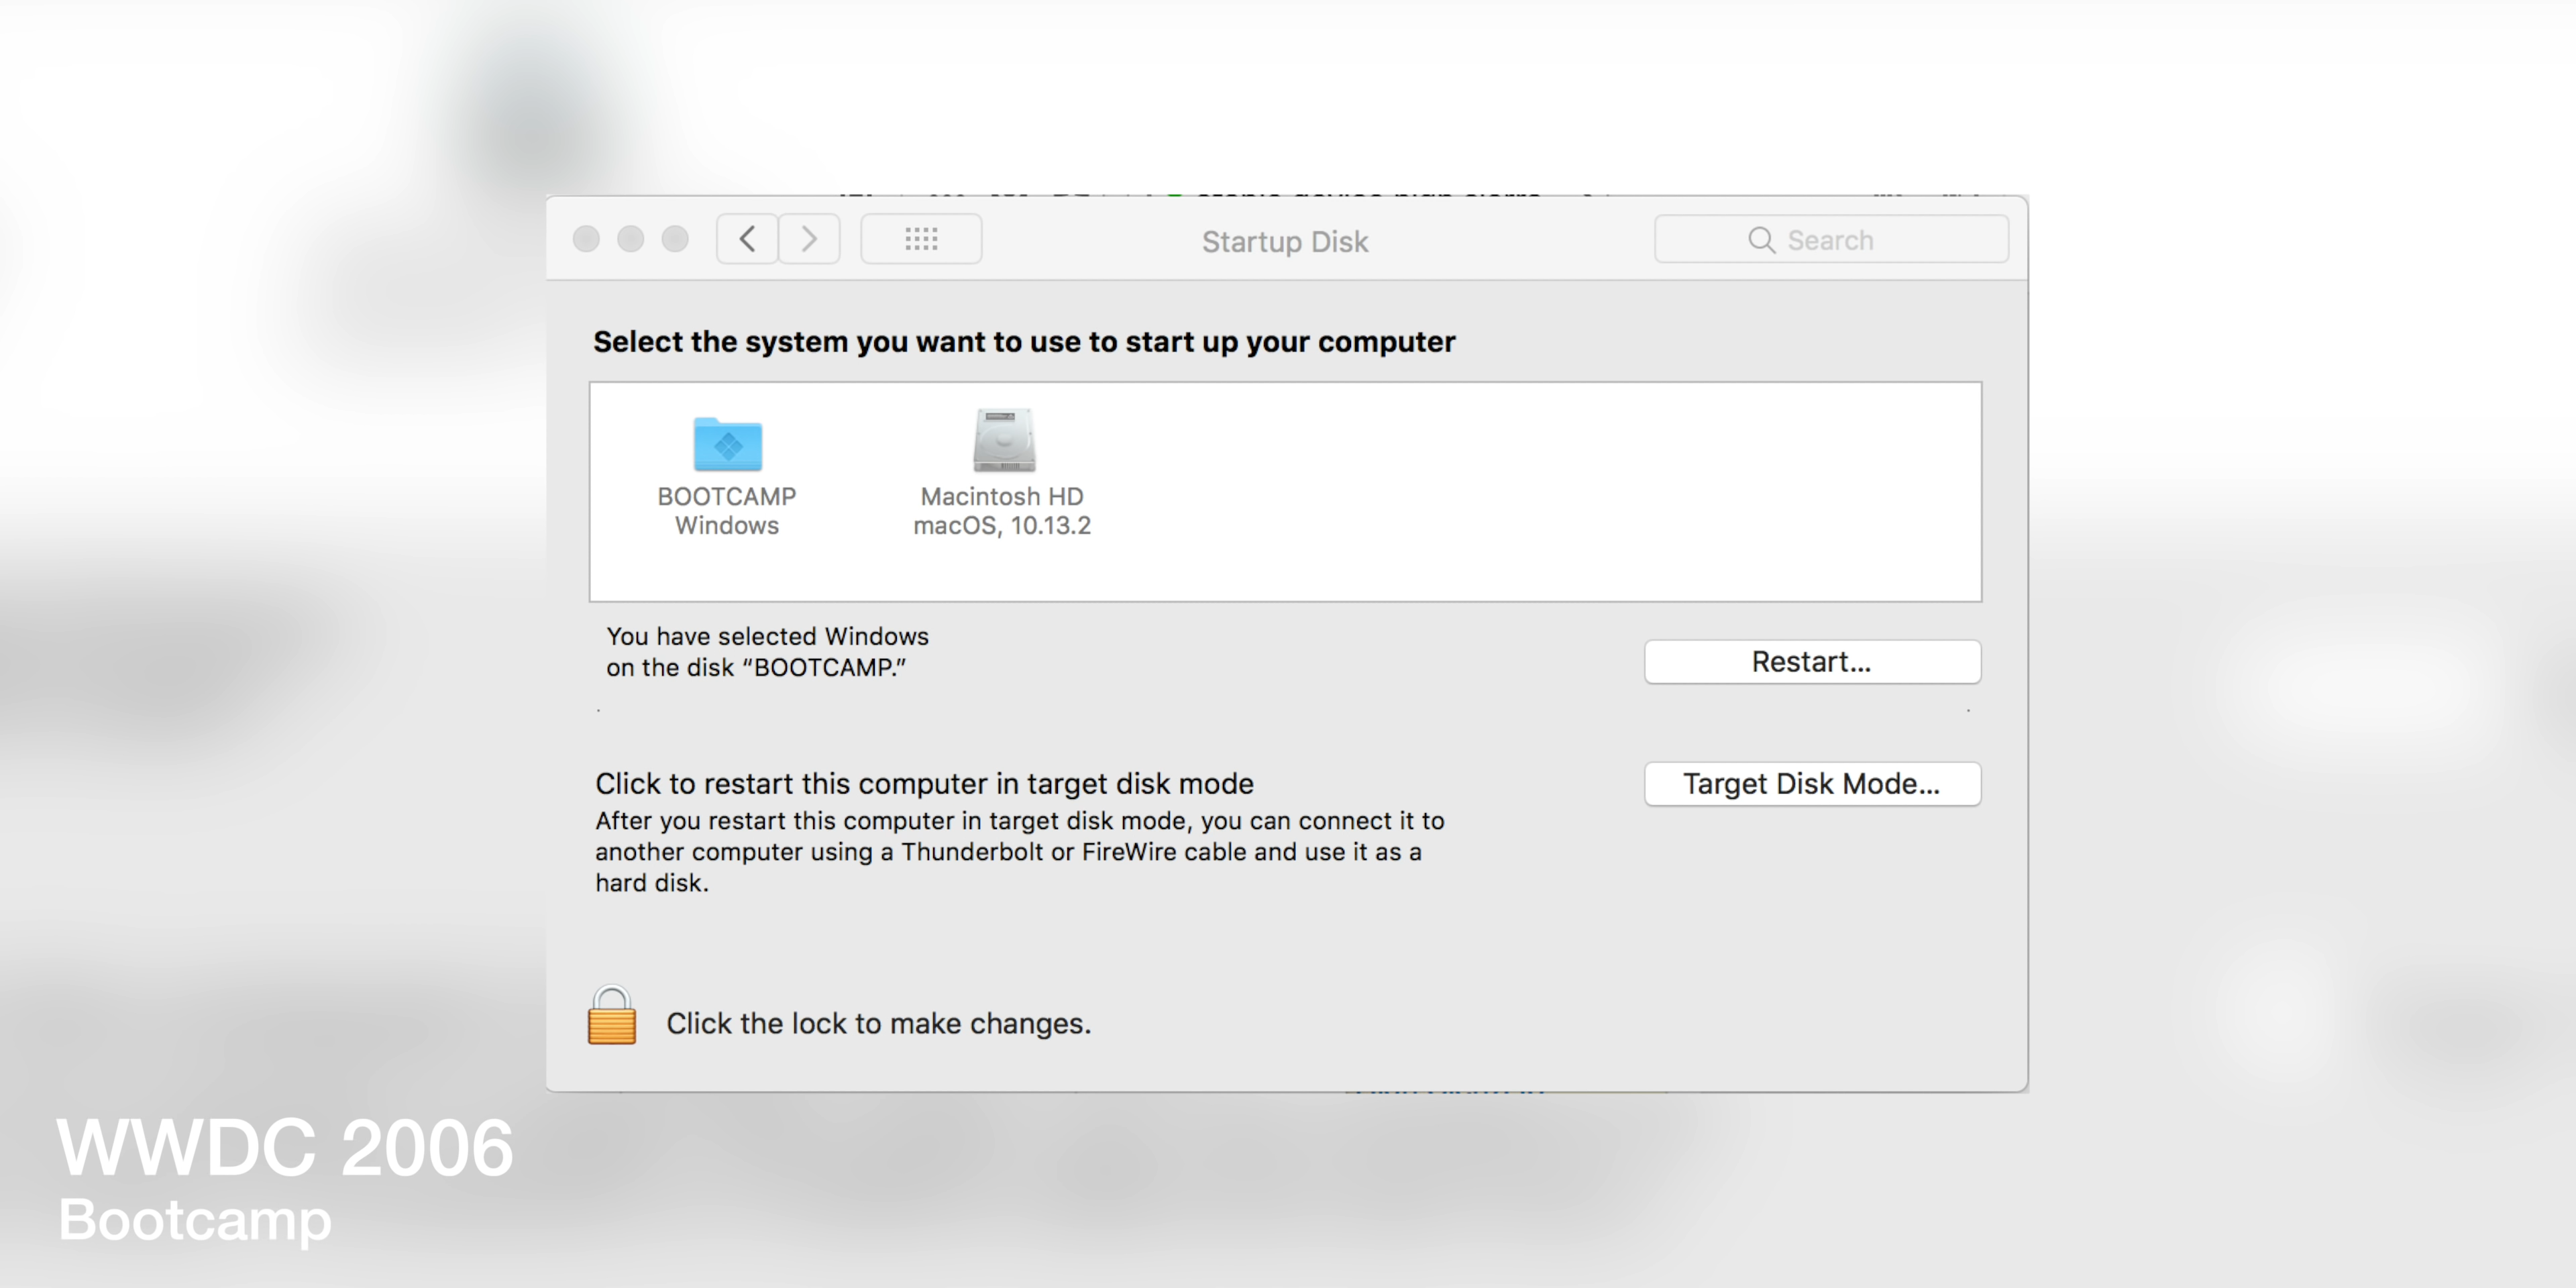 Startup Disk
Search
Select the system you want to use to start up your computer
BOOTCAMP
Windows
Macintosh HD
macOS, 10.13.2
You have selected Windows
on the disk “BOOTCAMP.”
Restart...
Click to restart this computer in target disk mode
Target Disk Mode...
After you restart this computer in target disk mode, you can connect it to
another computer using a Thunderbolt or FireWire cable and use it as a
hard disk.
Click the lock to make changes.
WWDC 2006
Bootcamp